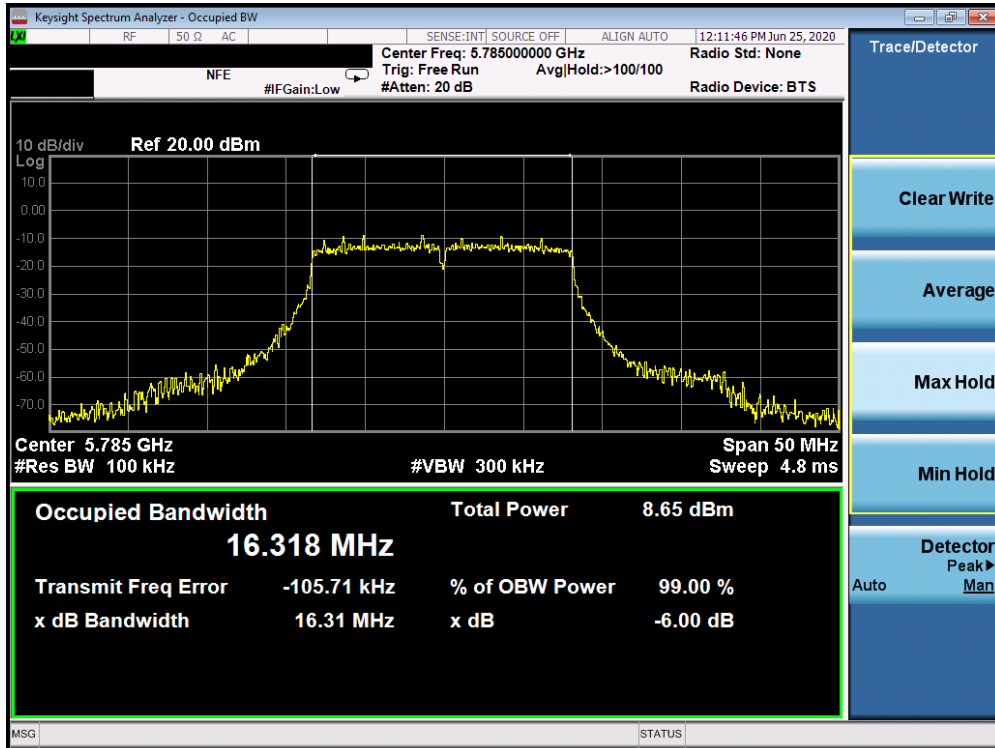 Keysight Spectrum Analyzer - Occupied BW
LXI RF 50 Ω AC SENSE:INT SOURCE OFF ALIGN AUTO 12:11:46 PM Jun 25, 2020
Center Freq: 5.785000000 GHz Radio Std: None
NFE Trig: Free Run Avg|Hold:>100/100
#IFGain:Low #Atten: 20 dB Radio Device: BTS
Trace/Detector
10 dB/div Ref 20.00 dBm
Log
10.0
0.00
-10.0
-20.0
-30.0
-40.0
-50.0
-60.0
-70.0
Center 5.785 GHz Span 50 MHz
#Res BW 100 kHz #VBW 300 kHz Sweep 4.8 ms
Occupied Bandwidth Total Power 8.65 dBm
16.318 MHz
Transmit Freq Error -105.71 kHz % of OBW Power 99.00 %
x dB Bandwidth 16.31 MHz x dB -6.00 dB
Clear Write
Average
Max Hold
Min Hold
Detector
Peak▶
Auto Man
MSG STATUS